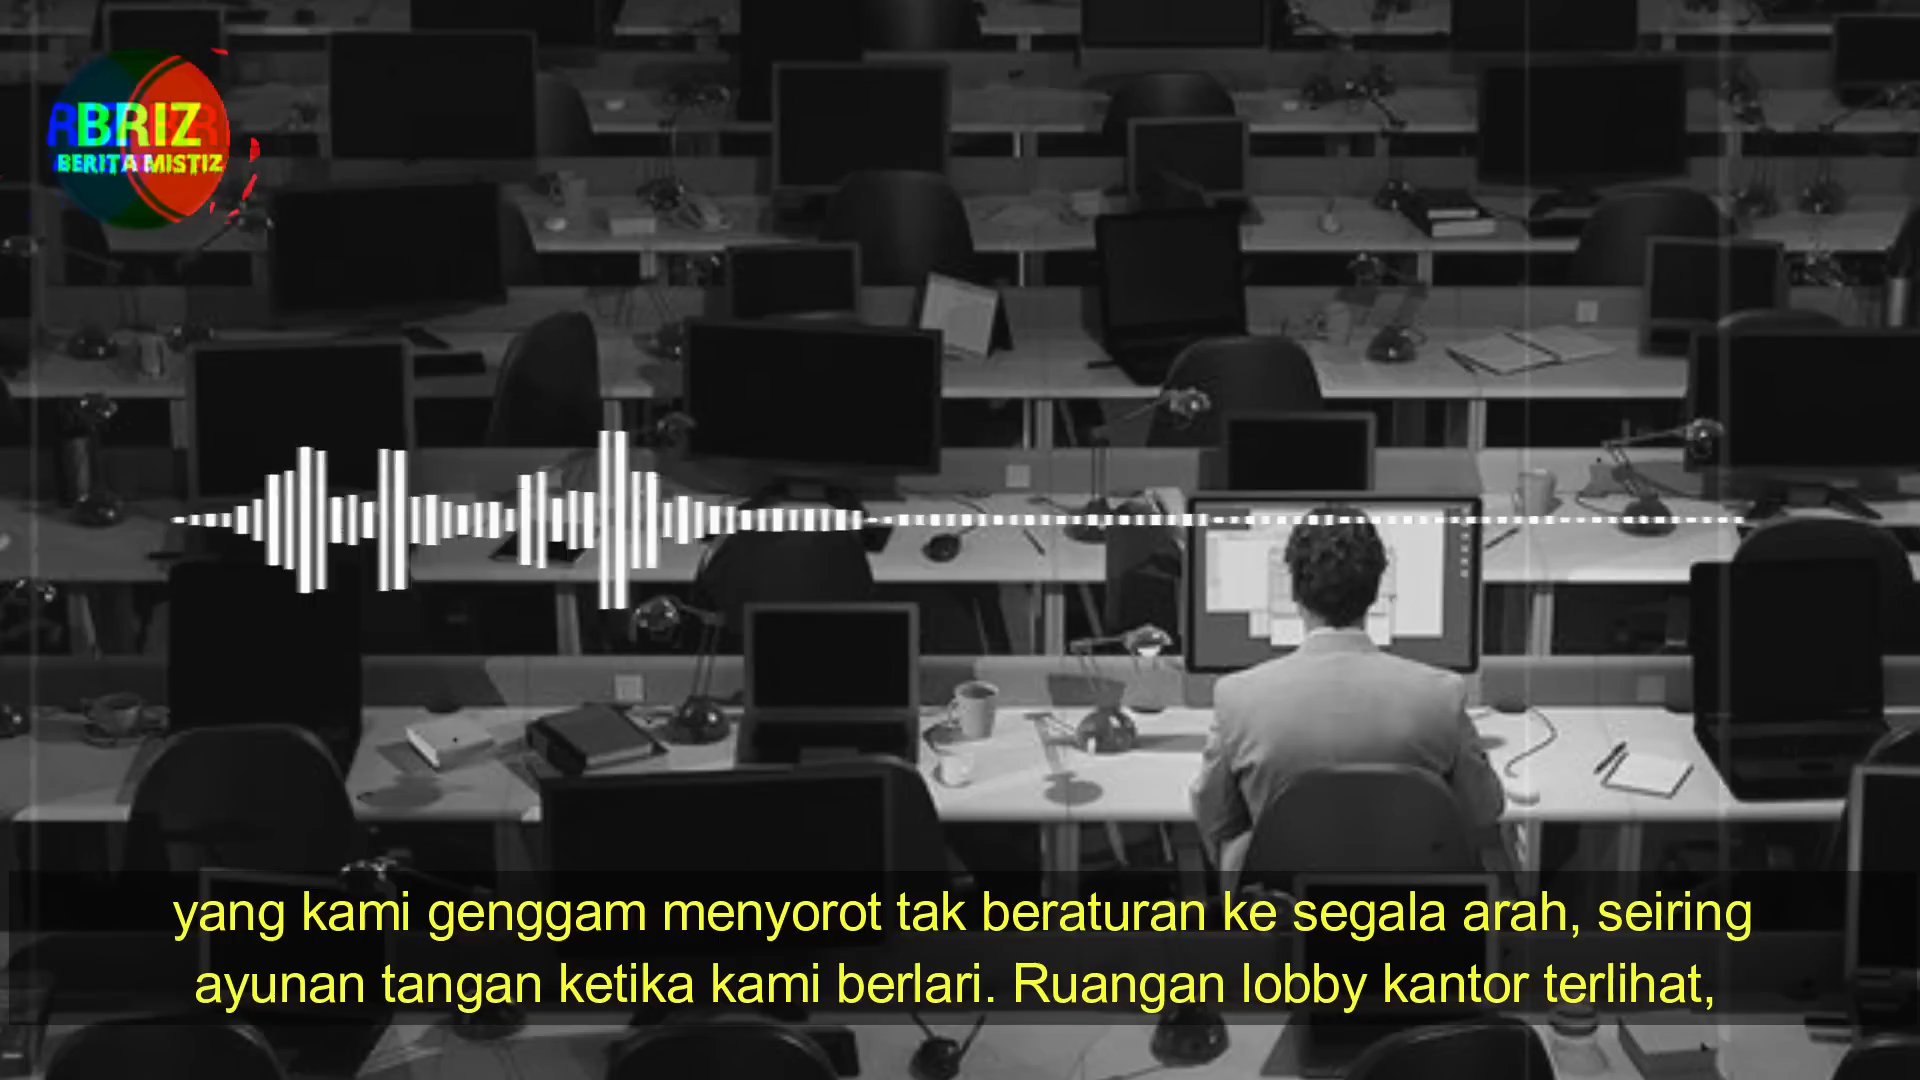 BRIZ
BERITA MISTIZ
yang kami genggam menyorot tak beraturan ke segala arah, seiring
ayunan tangan ketika kami berlari. Ruangan lobby kantor terlihat,